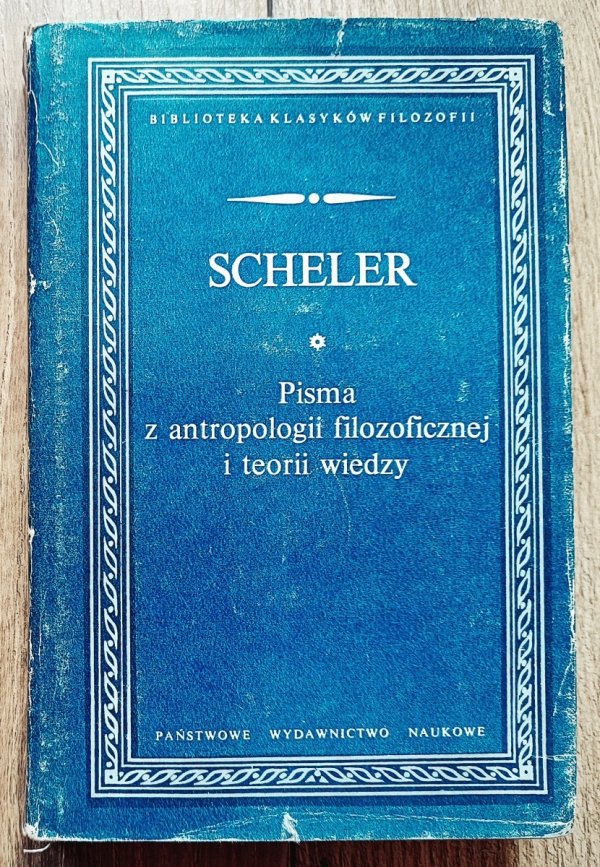 BIBLIOTEKA KLASYKÓW FILOZOFII
SCHELER
Pisma
z antropologii filozoficznej
i teorii wiedzy
PAŃSTWOWE WYDAWNICTWO NAUKOWE